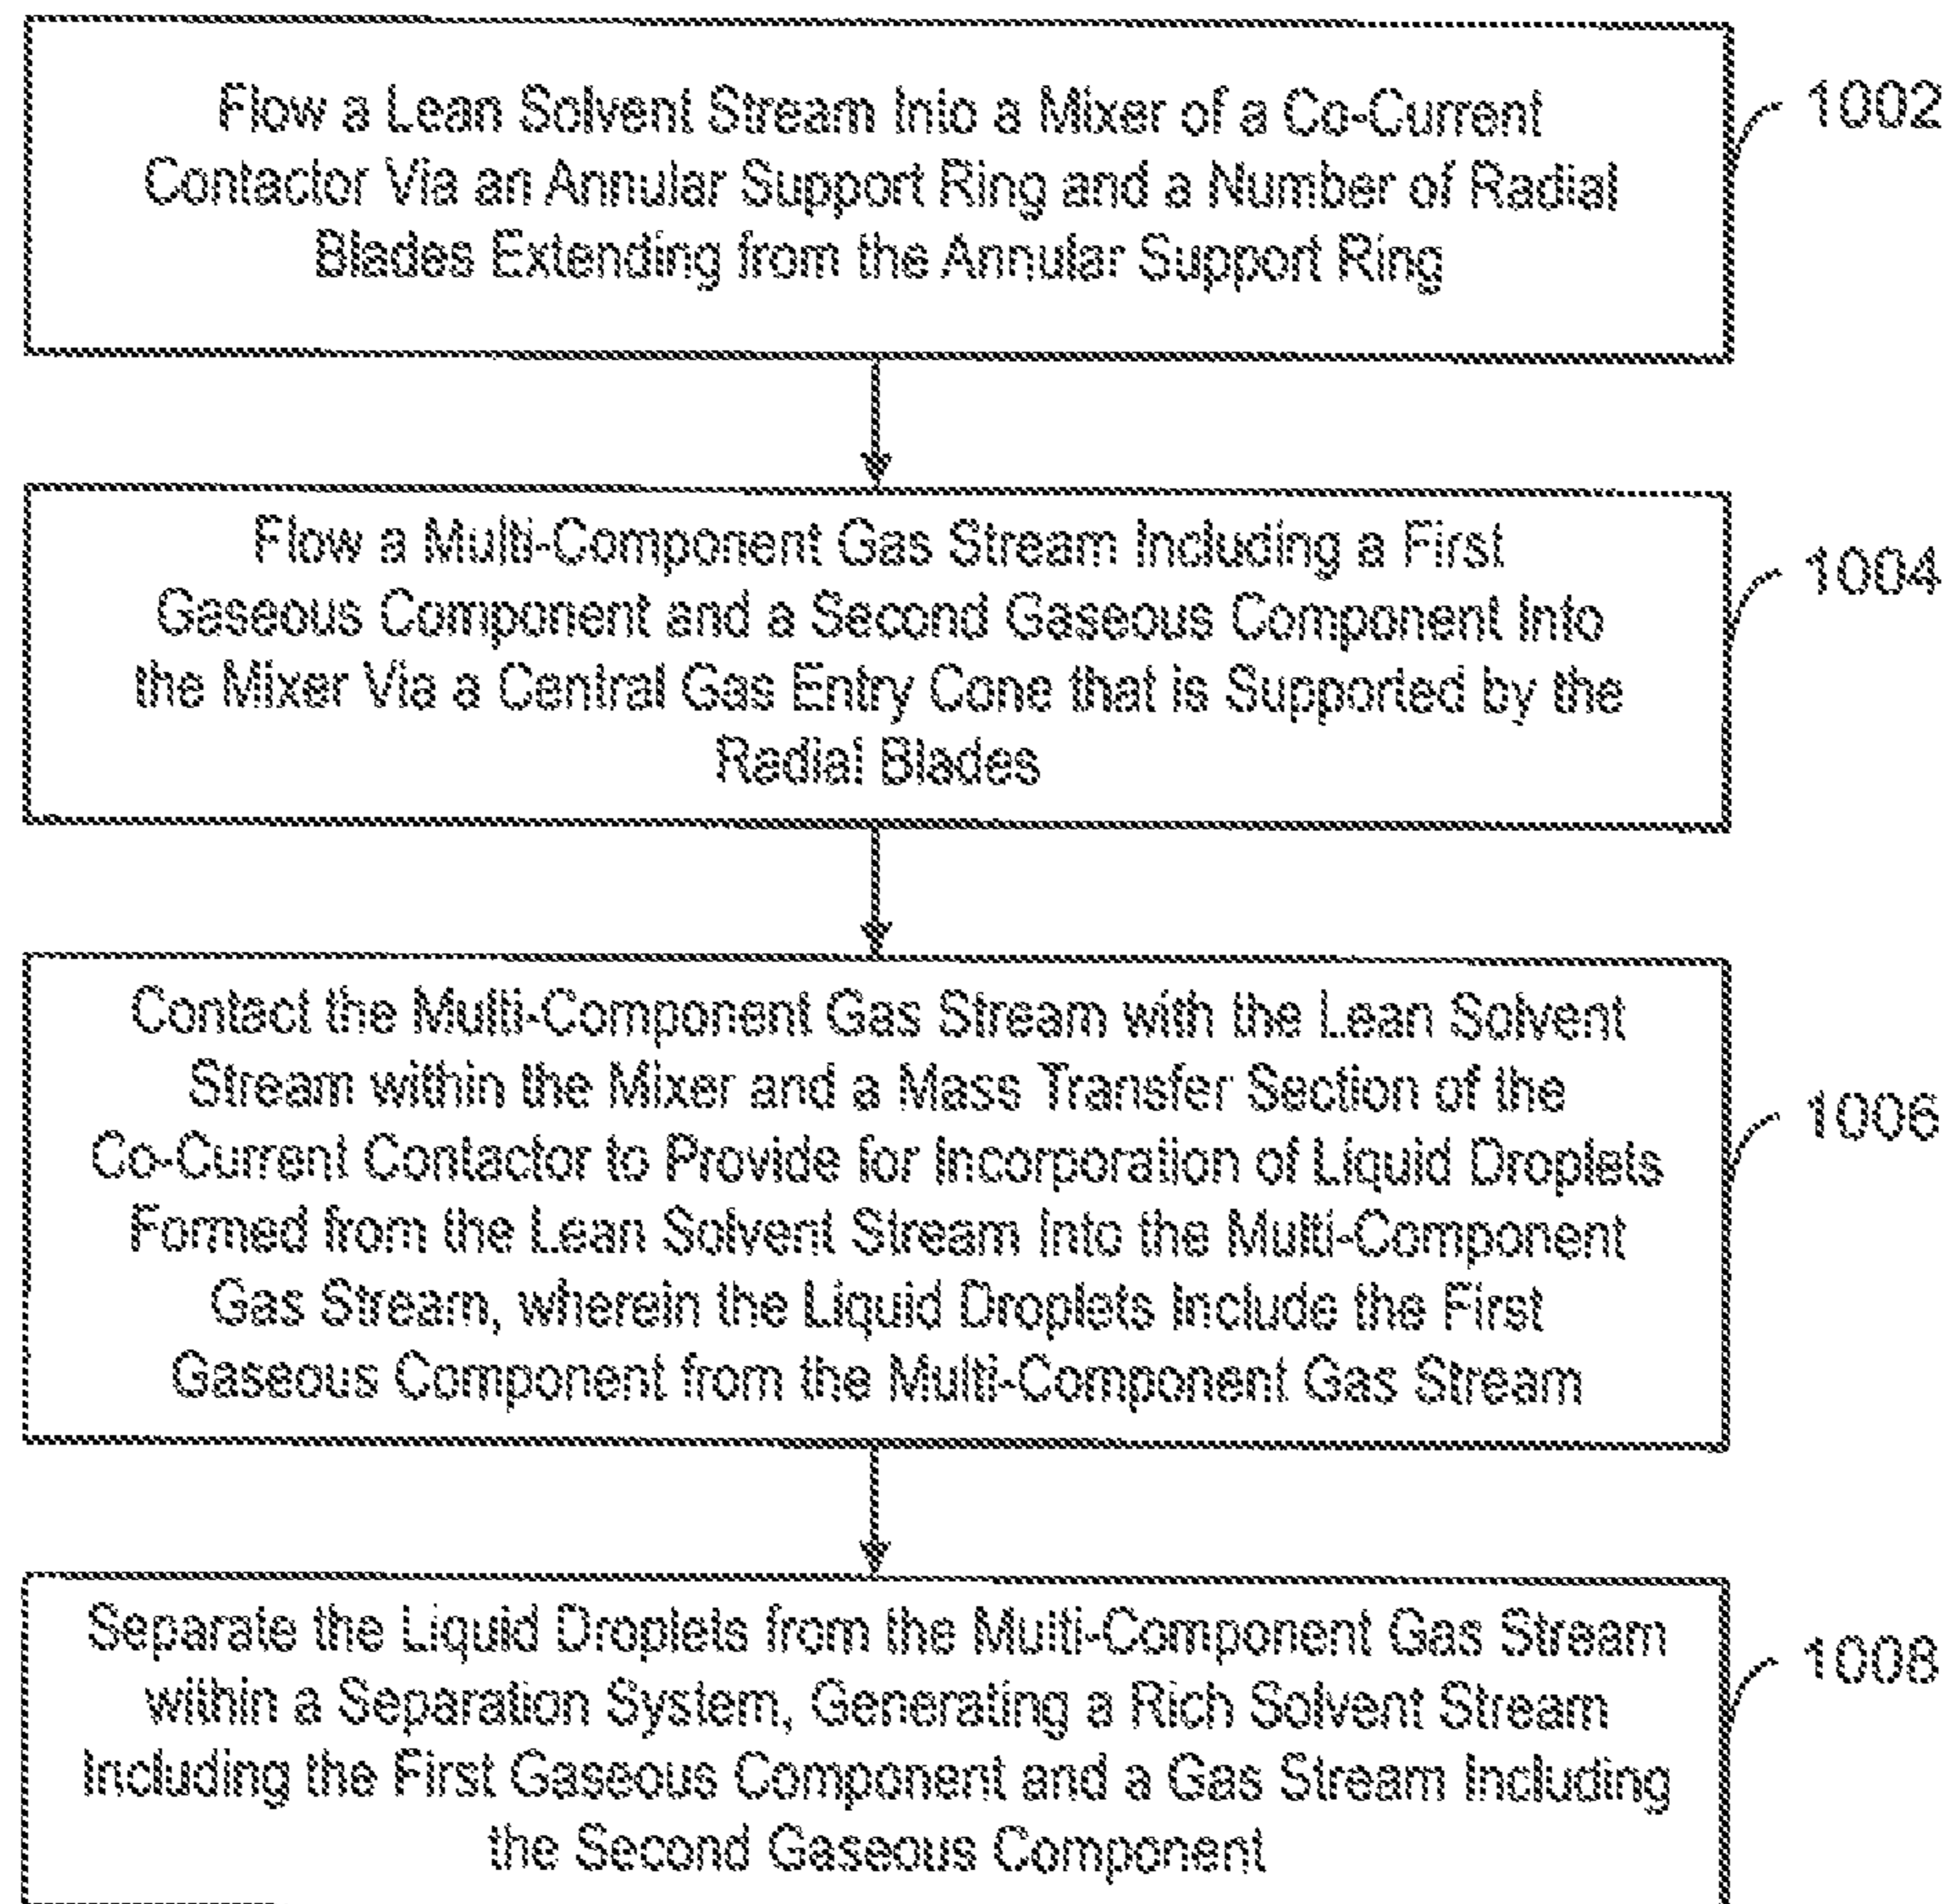 Flow a Lean Solvent Stream Into a Mixer of a Co-Current
Contactor Via an Annular Support Ring and a Number of Radial
Blades Extending from the Annular Support Ring
1002
Flow a Multi-Component Gas Stream Including a First
Gaseous Component and a Second Gaseous Component Into
the Mixer Via a Central Gas Entry Cone that is Supported by the
Radial Blades
1004
Contact the Multi-Component Gas Stream with the Lean Solvent
Stream within the Mixer and a Mass Transfer Section of the
Co-Current Contactor to Provide for Incorporation of Liquid Droplets
Formed from the Lean Solvent Stream Into the Multi-Component
Gas Stream, wherein the Liquid Droplets Include the First
Gaseous Component from the Multi-Component Gas Stream
1006
Separate the Liquid Droplets from the Multi-Component Gas Stream
within a Separation System, Generating a Rich Solvent Stream
Including the First Gaseous Component and a Gas Stream Including
the Second Gaseous Component
1008